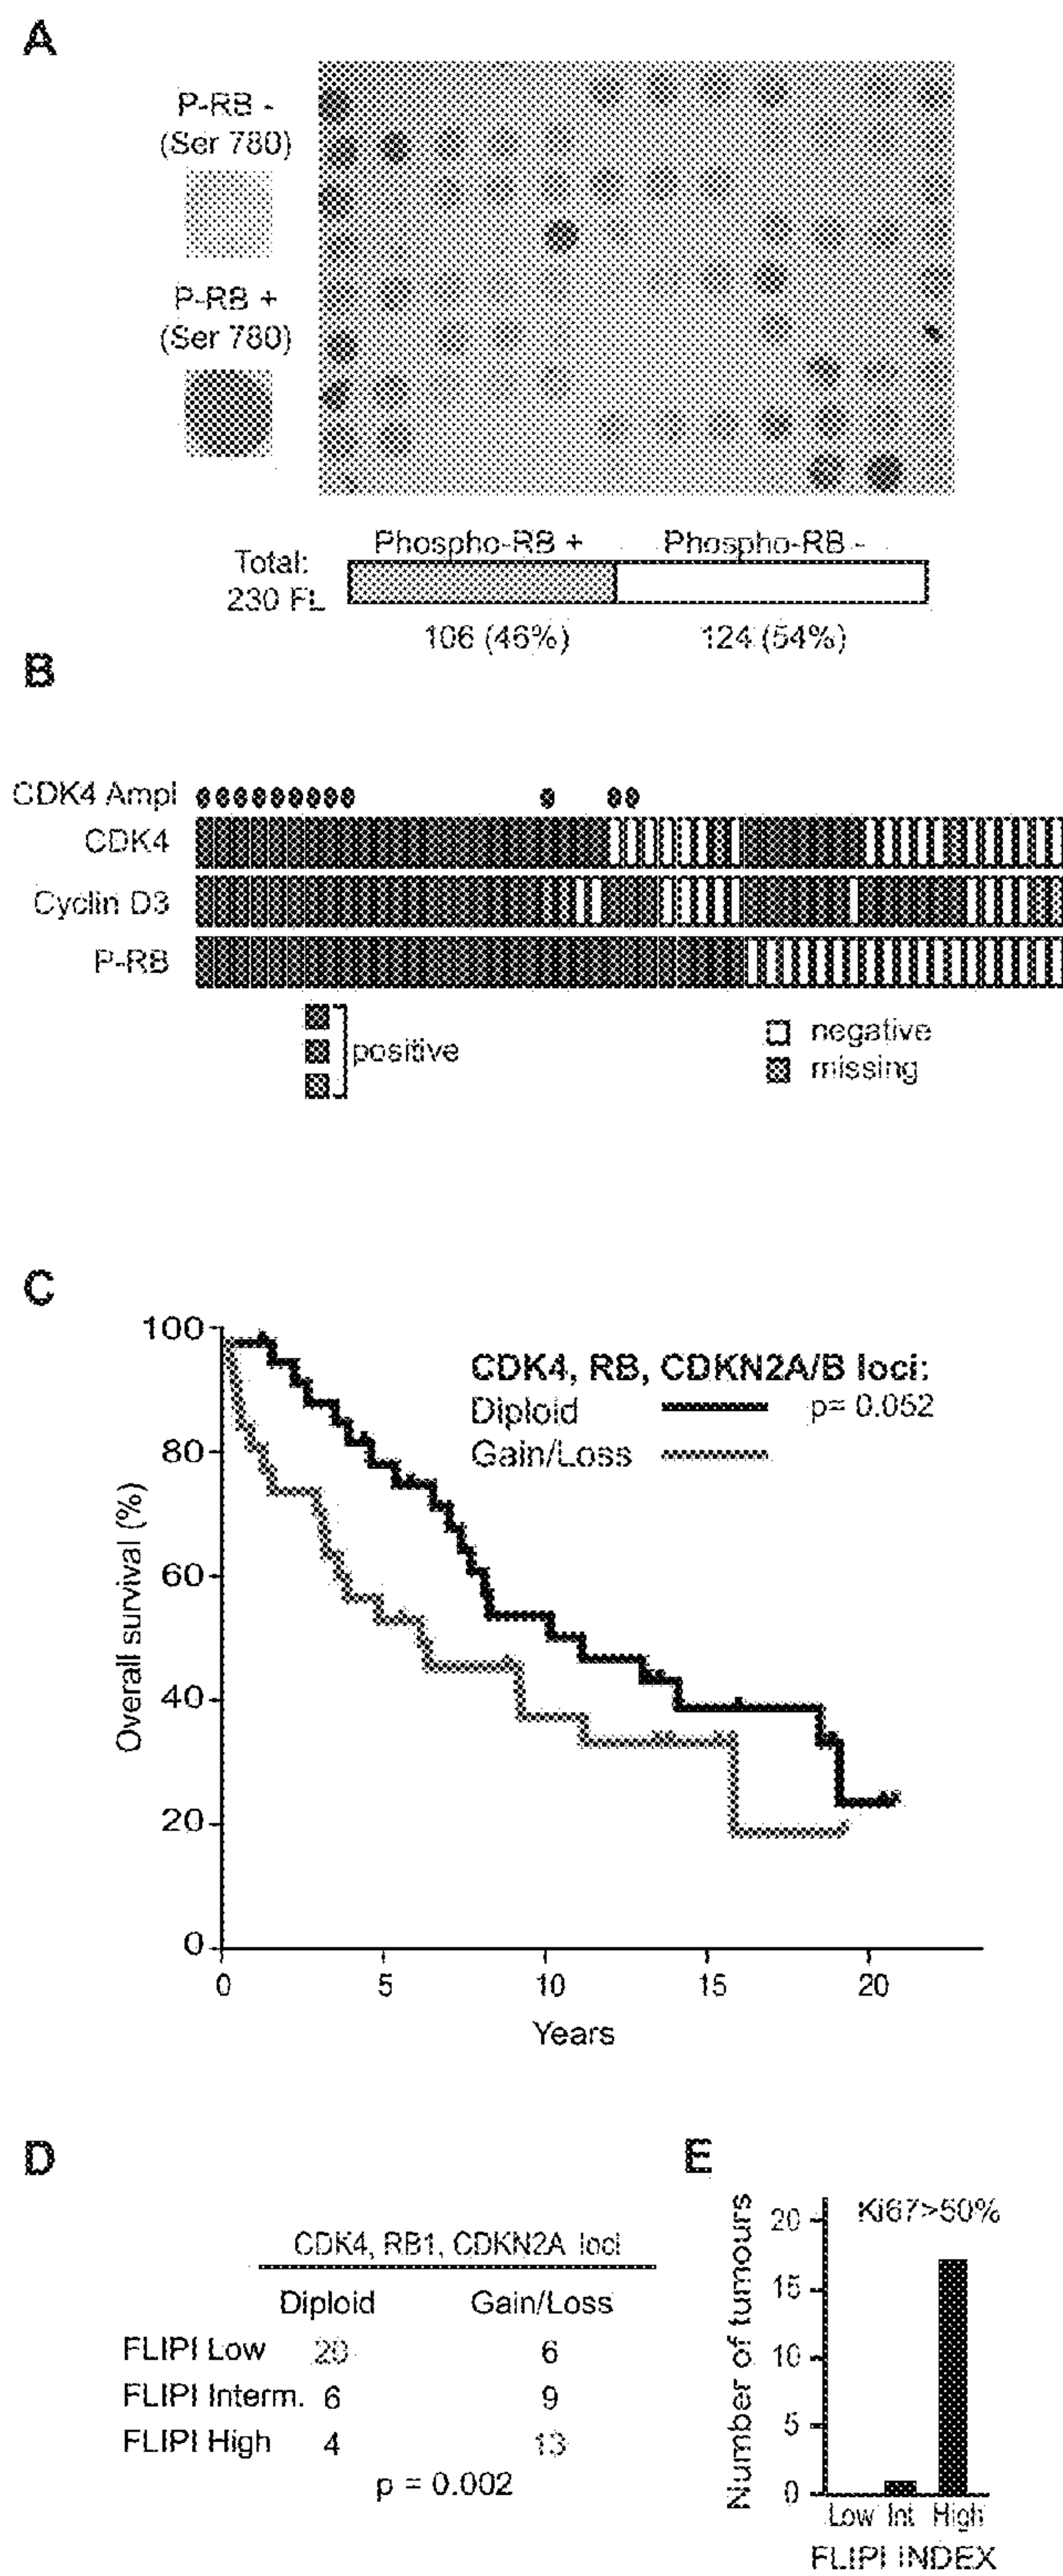 A
P-RB -
(Ser 780)
P-RB +
(Ser 780)
Phospho-RB + Phospho-RB -
Total:
230 FL
106 (46%) 124 (54%)
B
CDK4 Ampl
CDK4
Cyclin D3
P-RB
positive
negative
missing
C
100
80
60
40
20
0
Overall survival (%)
CDK4, RB, CDKN2A/B loci:
Diploid p= 0.052
Gain/Loss
0 5 10 15 20
Years
D
CDK4, RB1, CDKN2A loci
Diploid Gain/Loss
FLIPI Low 20 6
FLIPI Interm. 6 9
FLIPI High 4 13
p = 0.002
E
Number of tumours
Ki67>50%
20
15
10
5
0
Low Int High
FLIPI INDEX